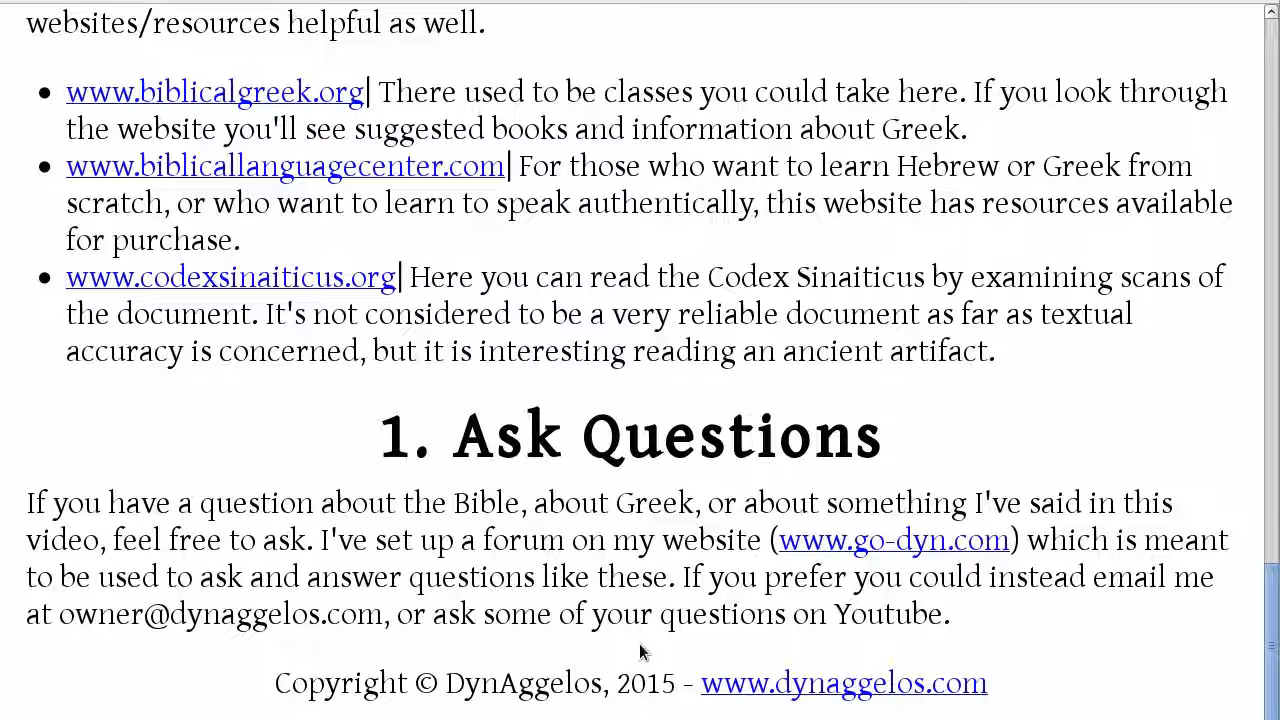 websites/resources helpful as well.
www.biblicalgreek.org| There used to be classes you could take here. If you look through
the website you'll see suggested books and information about Greek.
www.biblicallanguagecenter.com| For those who want to learn Hebrew or Greek from
scratch, or who want to learn to speak authentically, this website has resources available
for purchase.
www.codexsinaiticus.org| Here you can read the Codex Sinaiticus by examining scans of
the document. It's not considered to be a very reliable document as far as textual
accuracy is concerned, but it is interesting reading an ancient artifact.
1. Ask Questions
If you have a question about the Bible, about Greek, or about something I've said in this
video, feel free to ask. I've set up a forum on my website (www.go-dyn.com) which is meant
to be used to ask and answer questions like these. If you prefer you could instead email me
at owner@dynaggelos.com, or ask some of your questions on Youtube.
Copyright © DynAggelos, 2015 - www.dynaggelos.com